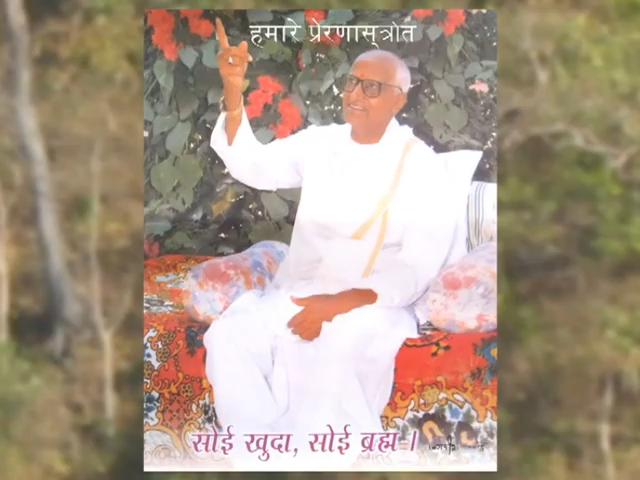 हमारे प्रेरणास्त्रोत
सोई खुदा, सोई ब्रह्म ।